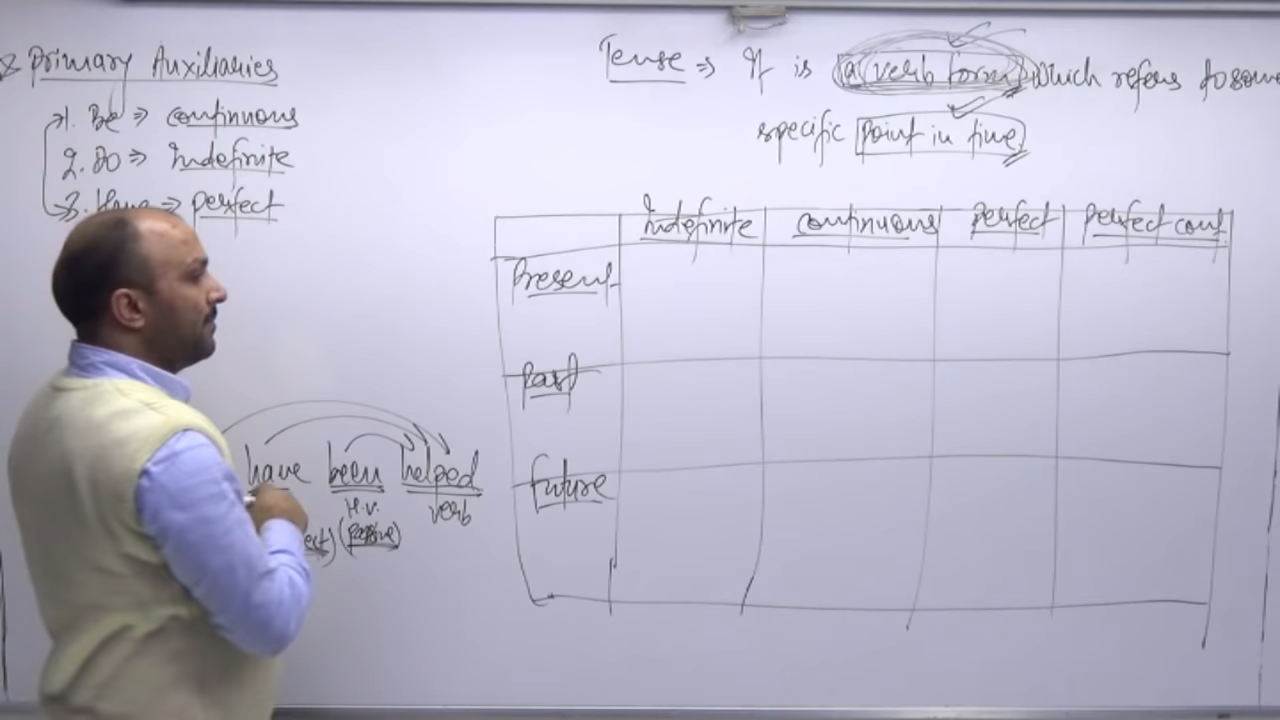 Primary Auxiliaries
1. Be ⇒ continuous
2. Do ⇒ Indefinite
3. Have ⇒ perfect
Tense ⇒ It is a verb form which refers to some
specific point in time
Indefinite continuous perfect perfect cont.
Present
Past
Future
have been helped
H.V. verb
(passive)